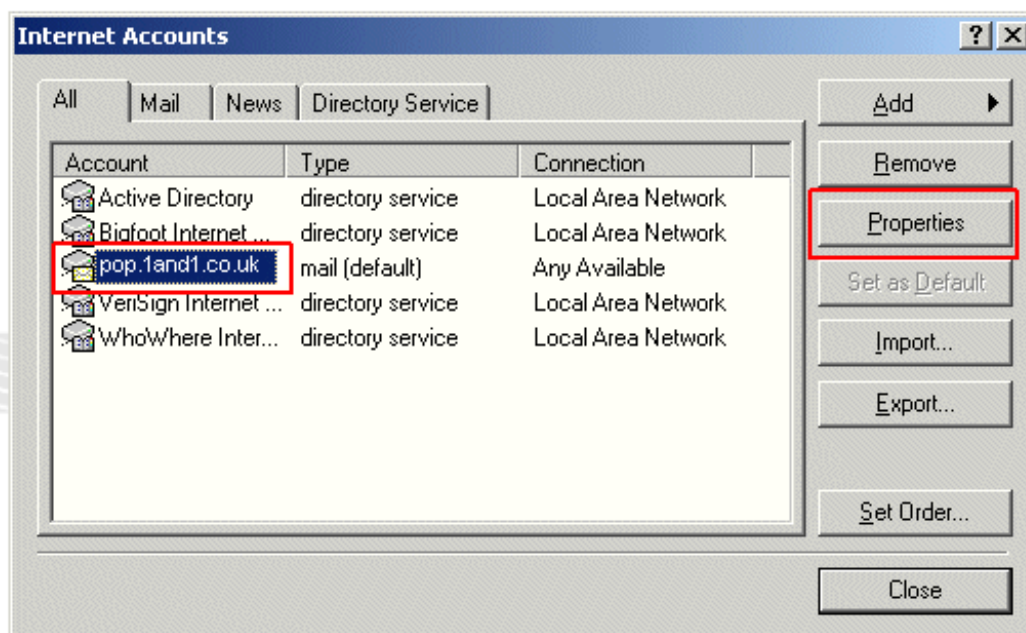 Internet Accounts
All Mail News Directory Service
Add
Remove
Properties
Set as Default
Import...
Export...
Set Order...
Close
Account Type Connection
Active Directory directory service Local Area Network
Bigfoot Internet ... directory service Local Area Network
pop.1and1.co.uk mail (default) Any Available
VeriSign Internet ... directory service Local Area Network
WhoWhere Inter... directory service Local Area Network